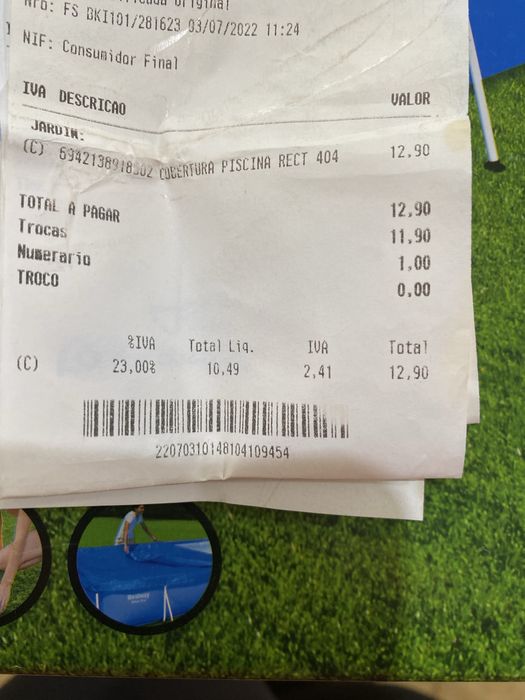 Nro: FS BKI101/281623 03/07/2022 11:24
NIF: Consumidor Final
IVA DESCRICAO VALOR
JARDIN:
(C) COBERTURA PISCINA RECT 404 12,90
TOTAL A PAGAR 12,90
Trocas 11,90
Numerario 1,00
TROCO 0,00
%IVA Total Liq. IVA Total
(C) 23,00% 10,49 2,41 12,90
22070310148104109454
Bestway